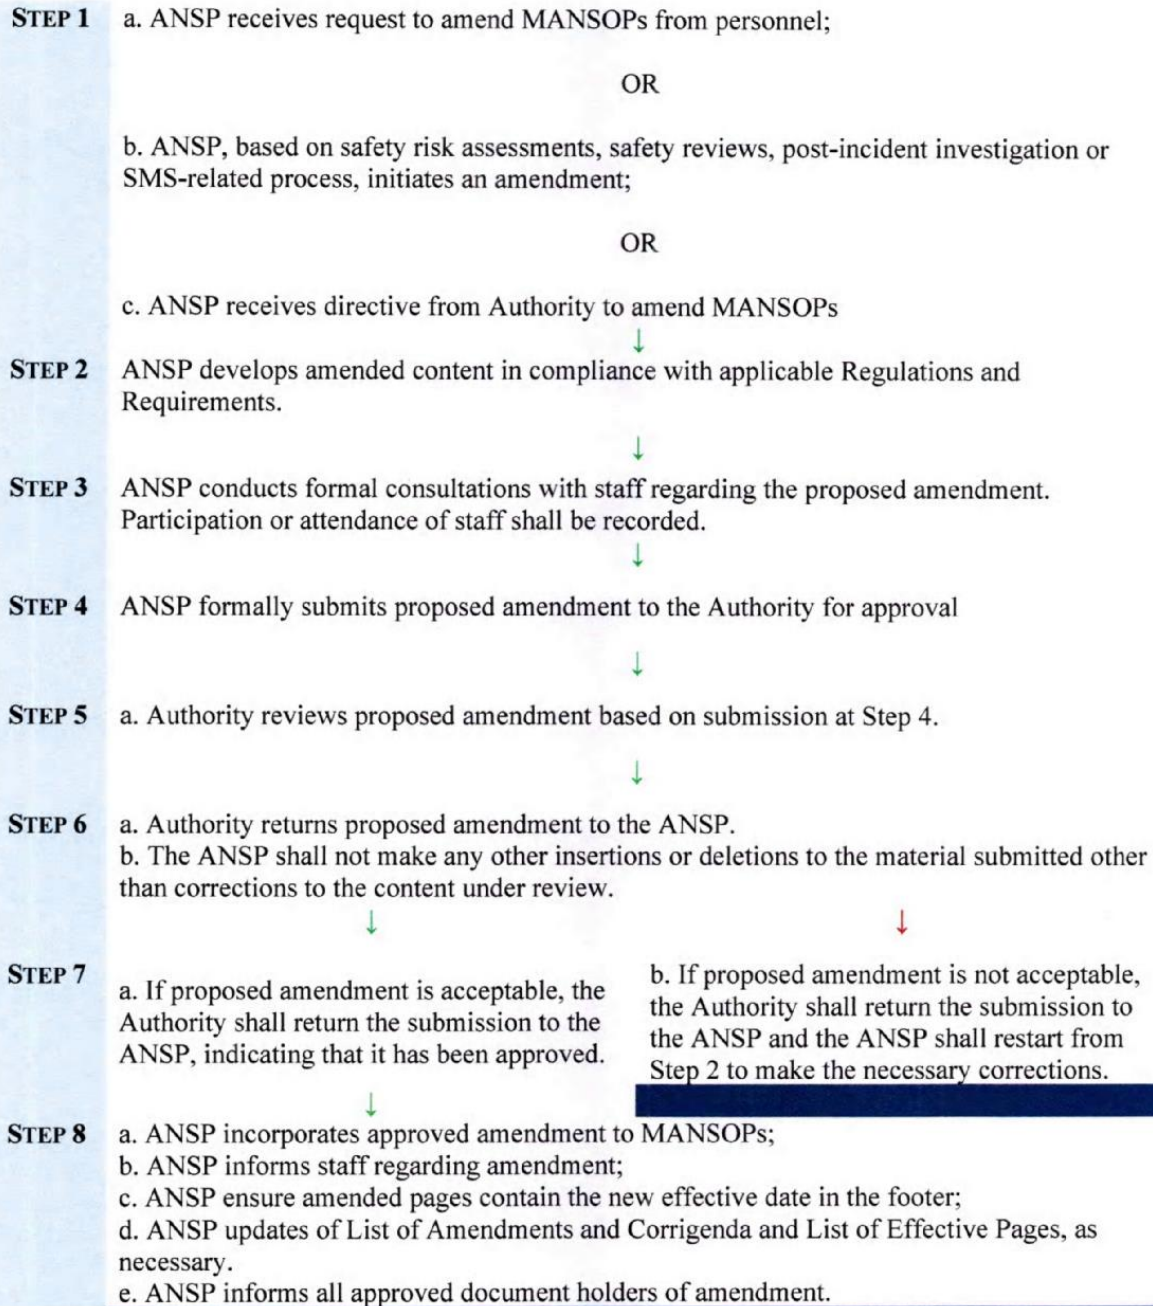 STEP 1 a. ANSP receives request to amend MANSOPs from personnel;
OR
b. ANSP, based on safety risk assessments, safety reviews, post-incident investigation or
SMS-related process, initiates an amendment;
OR
c. ANSP receives directive from Authority to amend MANSOPs
↓
STEP 2 ANSP develops amended content in compliance with applicable Regulations and
Requirements.
↓
STEP 3 ANSP conducts formal consultations with staff regarding the proposed amendment.
Participation or attendance of staff shall be recorded.
↓
STEP 4 ANSP formally submits proposed amendment to the Authority for approval
↓
STEP 5 a. Authority reviews proposed amendment based on submission at Step 4.
↓
STEP 6 a. Authority returns proposed amendment to the ANSP.
b. The ANSP shall not make any other insertions or deletions to the material submitted other
than corrections to the content under review.
↓ ↓
STEP 7
a. If proposed amendment is acceptable, the
Authority shall return the submission to the
ANSP, indicating that it has been approved.
b. If proposed amendment is not acceptable,
the Authority shall return the submission to
the ANSP and the ANSP shall restart from
Step 2 to make the necessary corrections.
↓
STEP 8 a. ANSP incorporates approved amendment to MANSOPs;
b. ANSP informs staff regarding amendment;
c. ANSP ensure amended pages contain the new effective date in the footer;
d. ANSP updates of List of Amendments and Corrigenda and List of Effective Pages, as
necessary.
e. ANSP informs all approved document holders of amendment.